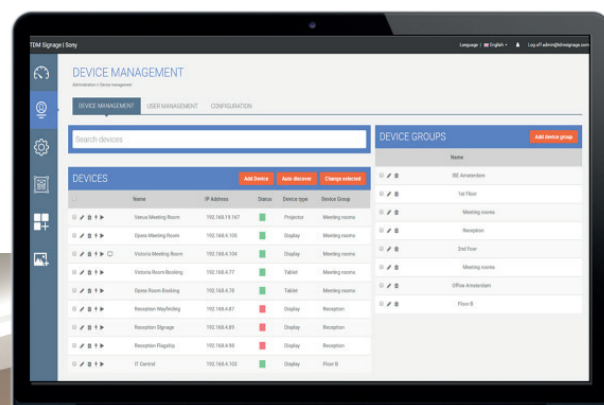 TDM Signage | Sony
Language | English
Log off admin@tdmsignage.com
DEVICE MANAGEMENT
Administration > Device management
DEVICE MANAGEMENT USER MANAGEMENT CONFIGURATION
Search devices
DEVICES Add Device Auto discover Change selected
Name IP Address Status Device type Device Group
Venus Meeting Room 192.168.19.167 Projector Meeting rooms
Opera Meeting Room 192.168.4.105 Display Meeting rooms
Victoria Meeting Room 192.168.4.104 Display Meeting rooms
Victoria Room Booking 192.168.4.77 Tablet Meeting rooms
Opera Room Booking 192.168.4.78 Tablet Meeting rooms
Reception Wayfinding 192.168.4.87 Display Reception
Reception Signage 192.168.4.89 Display Reception
Reception Flagship 192.168.4.98 Display Reception
IT Central 192.168.4.103 Display Floor B
DEVICE GROUPS Add device group
Name
ISE Amsterdam
1st Floor
Meeting rooms
Reception
2nd Floor
Meeting rooms
Office Amsterdam
Floor B